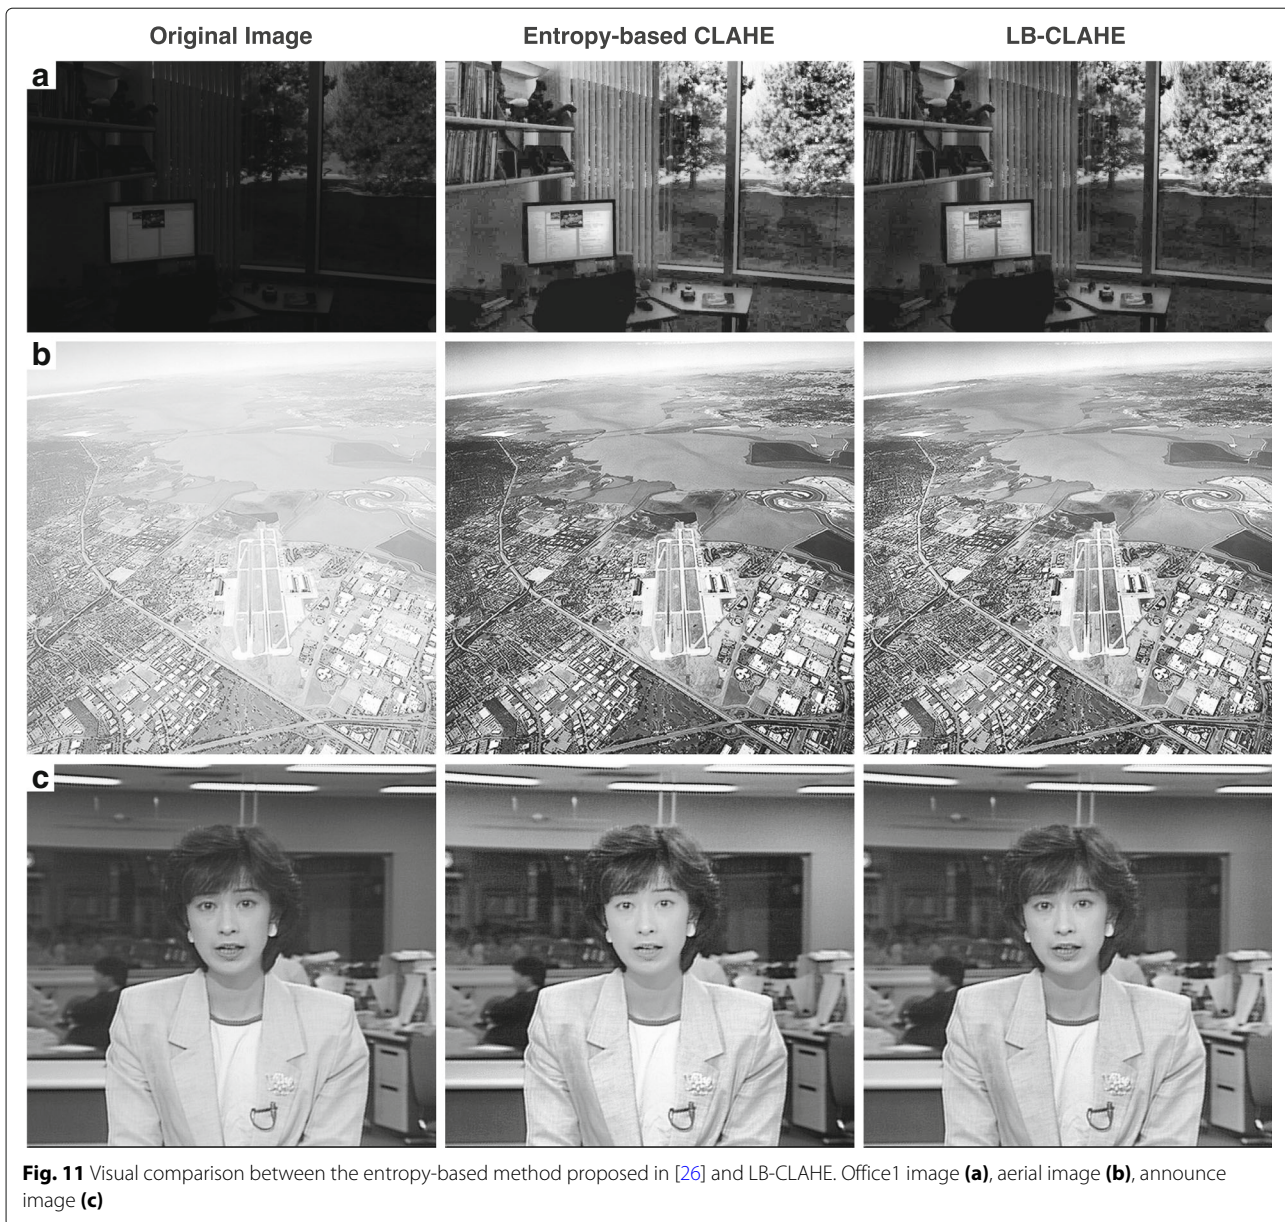 Original Image Entropy-based CLAHE LB-CLAHE
a
b
c
Fig. 11 Visual comparison between the entropy-based method proposed in [26] and LB-CLAHE. Office1 image (a), aerial image (b), announce
image (c)